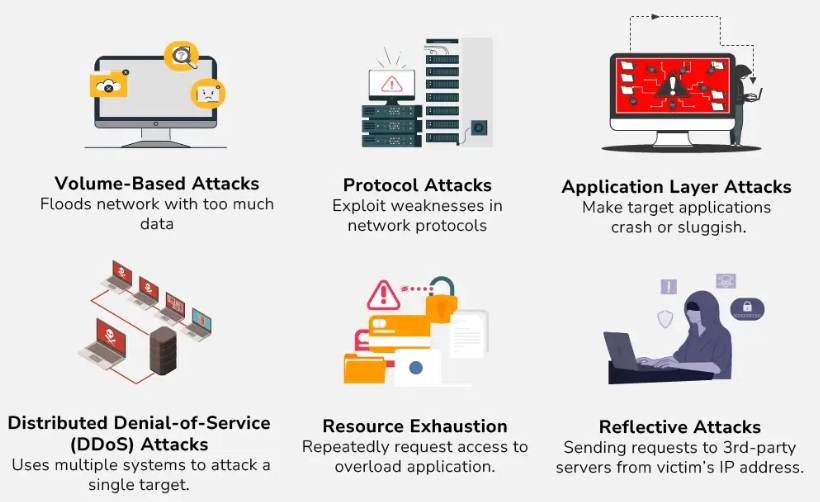 Volume-Based Attacks
Floods network with too much
data
Protocol Attacks
Exploit weaknesses in
network protocols
Application Layer Attacks
Make target applications
crash or sluggish.
Distributed Denial-of-Service
(DDoS) Attacks
Uses multiple systems to attack a
single target.
Resource Exhaustion
Repeatedly request access to
overload application.
Reflective Attacks
Sending requests to 3rd-party
servers from victim's IP address.